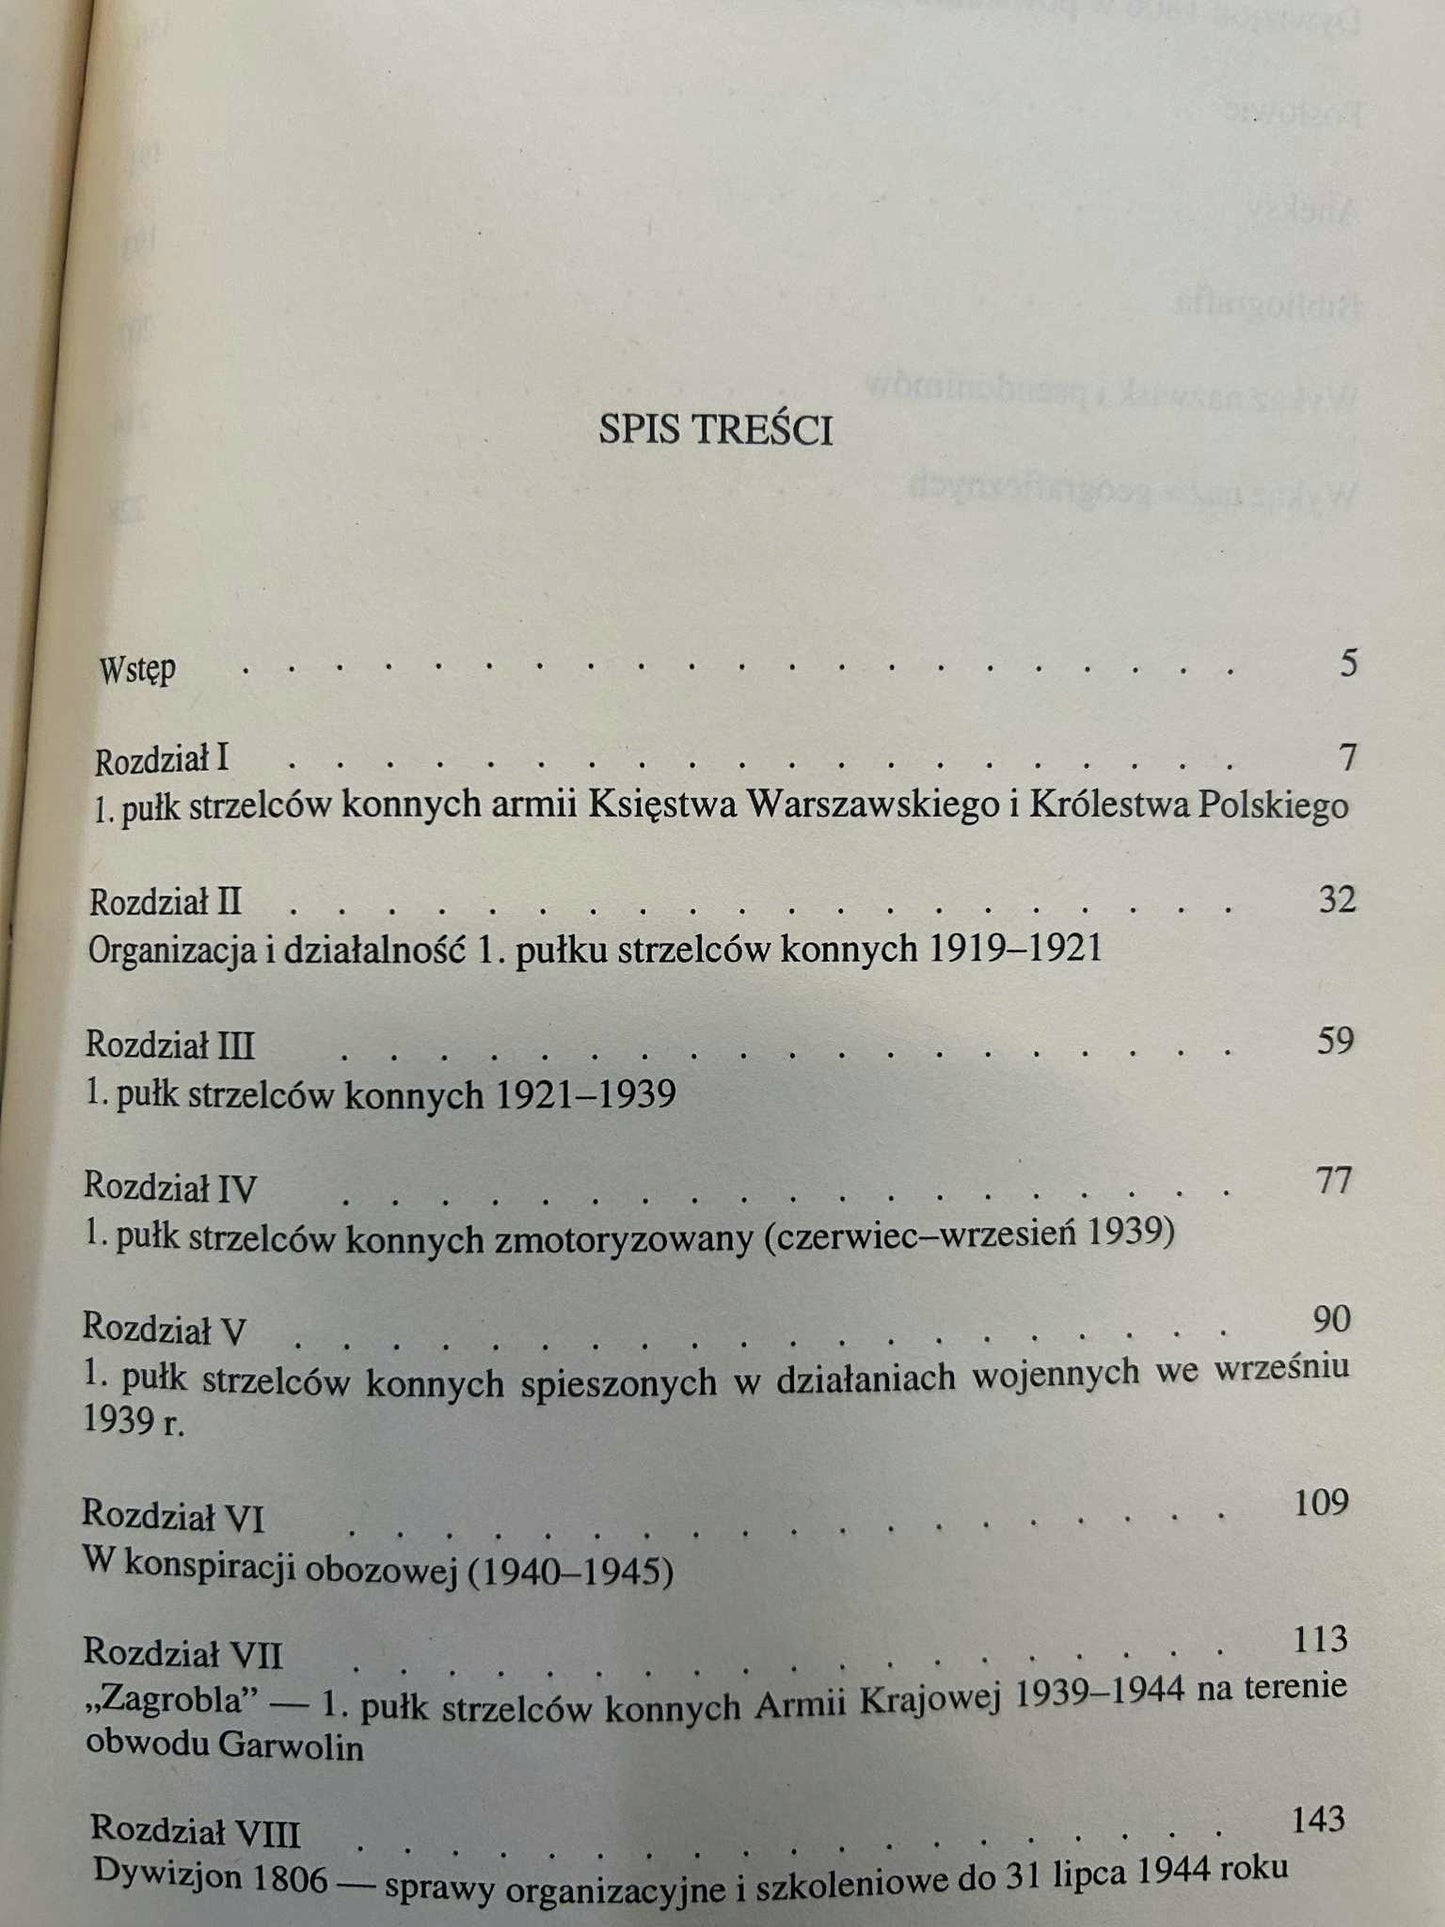 SPIS TREŚCI
Wstęp . . . . . . . . . . . . . . . . . . . . . 5
Rozdział I . . . . . . . . . . . . . . . . . . . . 7
1. pułk strzelców konnych armii Księstwa Warszawskiego i Królestwa Polskiego
Rozdział II . . . . . . . . . . . . . . . . . . . . 32
Organizacja i działalność 1. pułku strzelców konnych 1919–1921
Rozdział III . . . . . . . . . . . . . . . . . . . 59
1. pułk strzelców konnych 1921–1939
Rozdział IV . . . . . . . . . . . . . . . . . . . 77
1. pułk strzelców konnych zmotoryzowany (czerwiec–wrzesień 1939)
Rozdział V . . . . . . . . . . . . . . . . . . . . 90
1. pułk strzelców konnych spieszonych w działaniach wojennych we wrześniu
1939 r.
Rozdział VI . . . . . . . . . . . . . . . . . . . 109
W konspiracji obozowej (1940–1945)
Rozdział VII . . . . . . . . . . . . . . . . . . . 113
„Zagrobla” — 1. pułk strzelców konnych Armii Krajowej 1939–1944 na terenie
obwodu Garwolin
Rozdział VIII . . . . . . . . . . . . . . . . . . . 143
Dywizjon 1806 — sprawy organizacyjne i szkoleniowe do 31 lipca 1944 roku